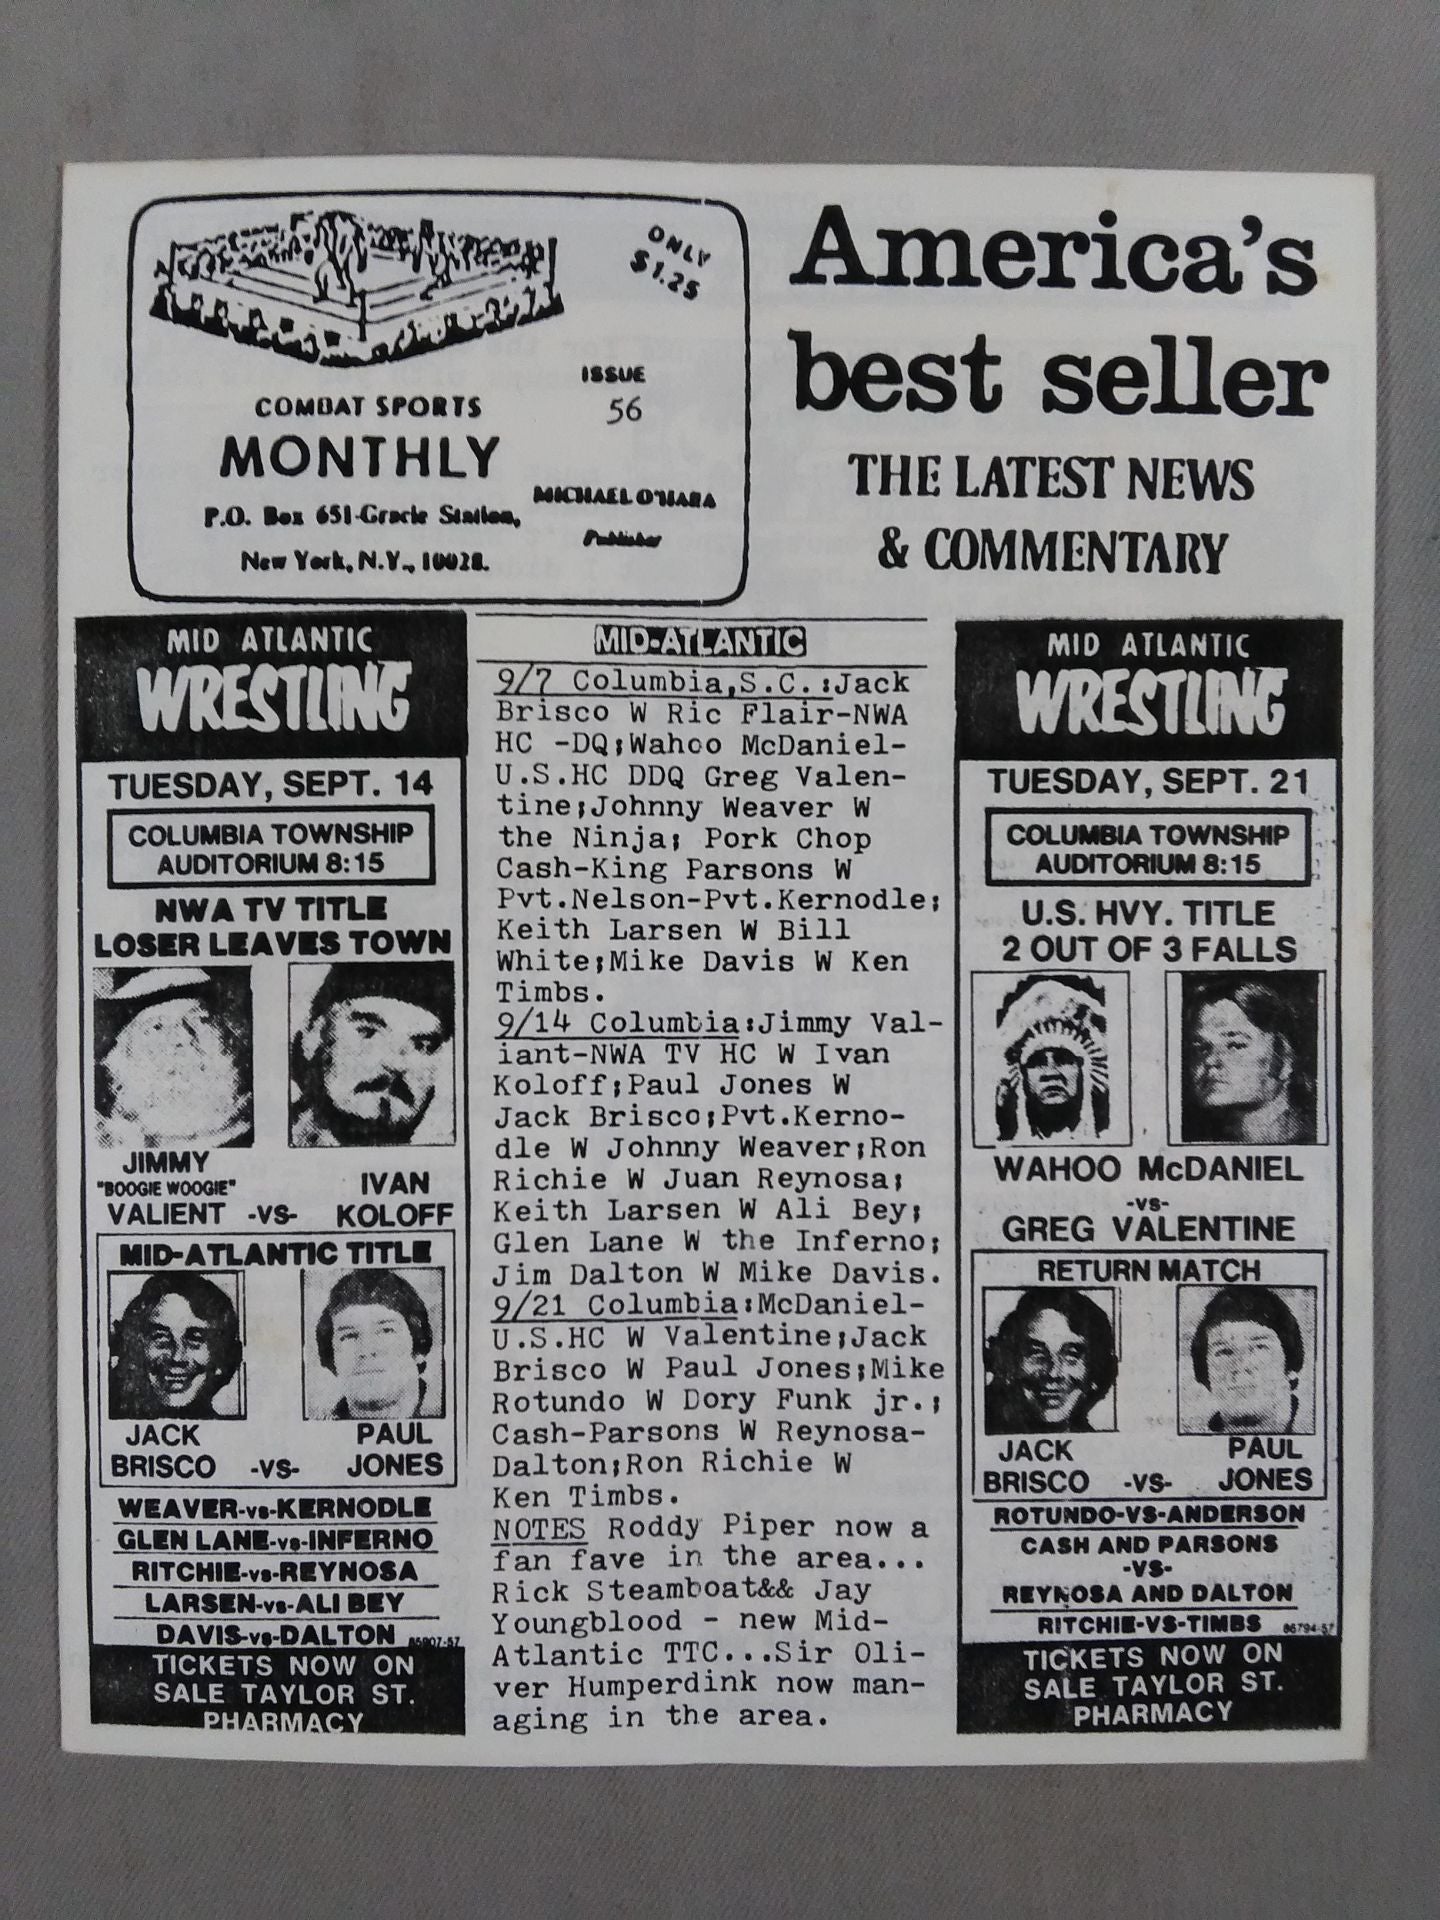 ONLY
$1.25
ISSUE
56
COMBAT SPORTS
MONTHLY
MICHAEL O'HARA
Publisher
P.O. Box 651-Gracie Station,
New York, N.Y., 10028.
America's
best seller
THE LATEST NEWS
& COMMENTARY
MID ATLANTIC
WRESTLING
TUESDAY, SEPT. 14
COLUMBIA TOWNSHIP
AUDITORIUM 8:15
NWA TV TITLE
LOSER LEAVES TOWN
JIMMY
"BOOGIE WOOGIE"
VALIENT -VS- IVAN
KOLOFF
MID-ATLANTIC TITLE
JACK
BRISCO -VS- PAUL
JONES
WEAVER-vs-KERNODLE
GLEN LANE-vs-INFERNO
RITCHIE-vs-REYNOSA
LARSEN-vs-ALI BEY
DAVIS-vs-DALTON
TICKETS NOW ON
SALE TAYLOR ST.
PHARMACY
MID-ATLANTIC
9/7 Columbia,S.C.:Jack
Brisco W Ric Flair-NWA
HC -DQ;Wahoo McDaniel-
U.S.HC DDQ Greg Valen-
tine;Johnny Weaver W
the Ninja; Pork Chop
Cash-King Parsons W
Pvt.Nelson-Pvt.Kernodle;
Keith Larsen W Bill
White;Mike Davis W Ken
Timbs.
9/14 Columbia:Jimmy Val-
iant-NWA TV HC W Ivan
Koloff;Paul Jones W
Jack Brisco;Pvt.Kerno-
dle W Johnny Weaver;Ron
Richie W Juan Reynosa;
Keith Larsen W Ali Bey;
Glen Lane W the Inferno;
Jim Dalton W Mike Davis.
9/21 Columbia:McDaniel-
U.S.HC W Valentine;Jack
Brisco W Paul Jones;Mike
Rotundo W Dory Funk jr.;
Cash-Parsons W Reynosa-
Dalton;Ron Richie W
Ken Timbs.
NOTES Roddy Piper now a
fan fave in the area...
Rick Steamboat&& Jay
Youngblood - new Mid-
Atlantic TTC...Sir Oli-
ver Humperdink now man-
aging in the area.
MID ATLANTIC
WRESTLING
TUESDAY, SEPT. 21
COLUMBIA TOWNSHIP
AUDITORIUM 8:15
U.S. HVY. TITLE
2 OUT OF 3 FALLS
WAHOO McDANIEL
-vs-
GREG VALENTINE
RETURN MATCH
JACK
BRISCO -VS- PAUL
JONES
ROTUNDO-VS-ANDERSON
CASH AND PARSONS
-VS-
REYNOSA AND DALTON
RITCHIE-VS-TIMBS 86794-57
TICKETS NOW ON
SALE TAYLOR ST.
PHARMACY